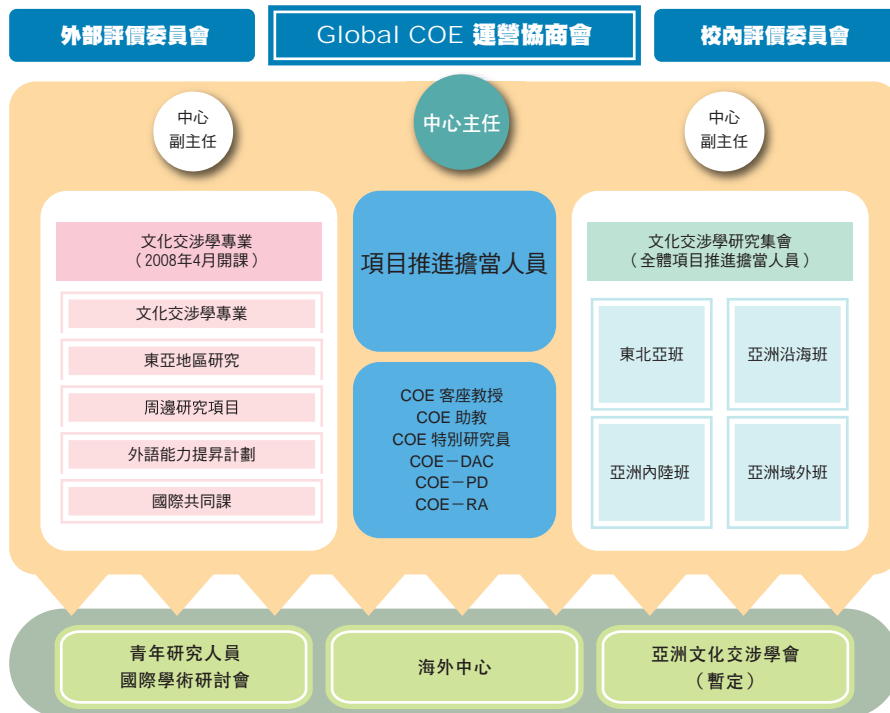 外部評價委員會
Global COE 運營協商會
校內評價委員會
中心
副主任
中心主任
中心
副主任
文化交涉學專業
（2008年4月開課）
文化交涉學專業
東亞地區研究
周邊研究項目
外語能力提昇計劃
國際共同課
項目推進擔當人員
COE 客座教授
COE 助教
COE 特別研究員
COE－DAC
COE－PD
COE－RA
文化交涉學研究集會
（全體項目推進擔當人員）
東北亞班
亞洲沿海班
亞洲內陸班
亞洲域外班
青年研究人員
國際學術研討會
海外中心
亞洲文化交涉學會
（暫定）